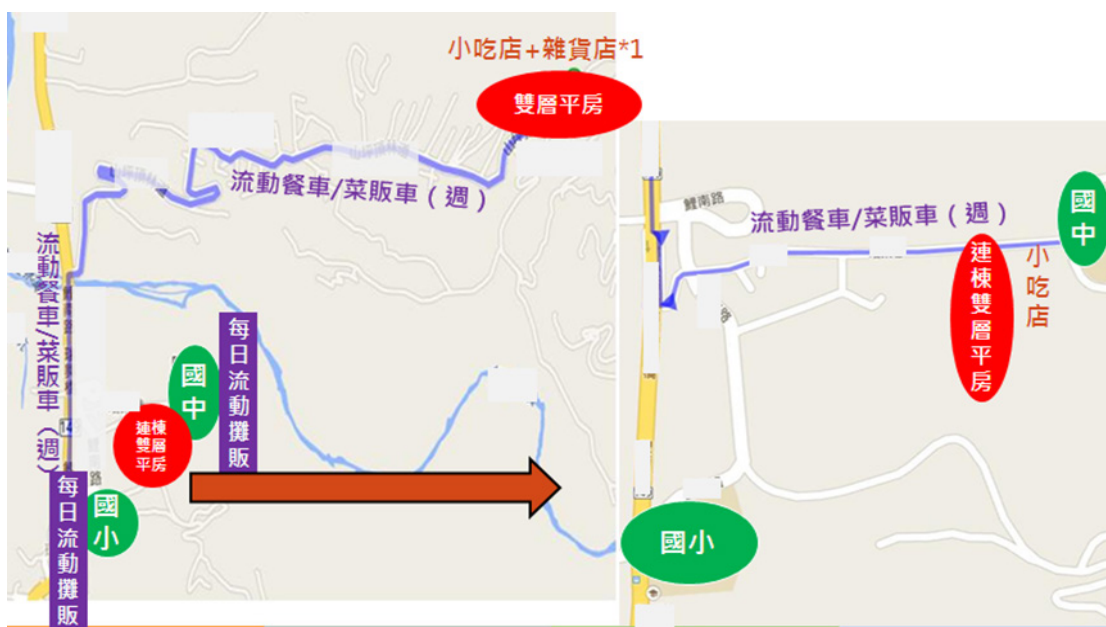 小吃店+雜貨店*1
雙層平房
流動餐車/菜販車（週）
流動餐車/菜販車（週）
每日流動攤販
國中
連棟
雙層
平房
國小
每日流動攤販
鯉南路
流動餐車/菜販車（週）
國中
連棟雙層平房
小吃店
國小